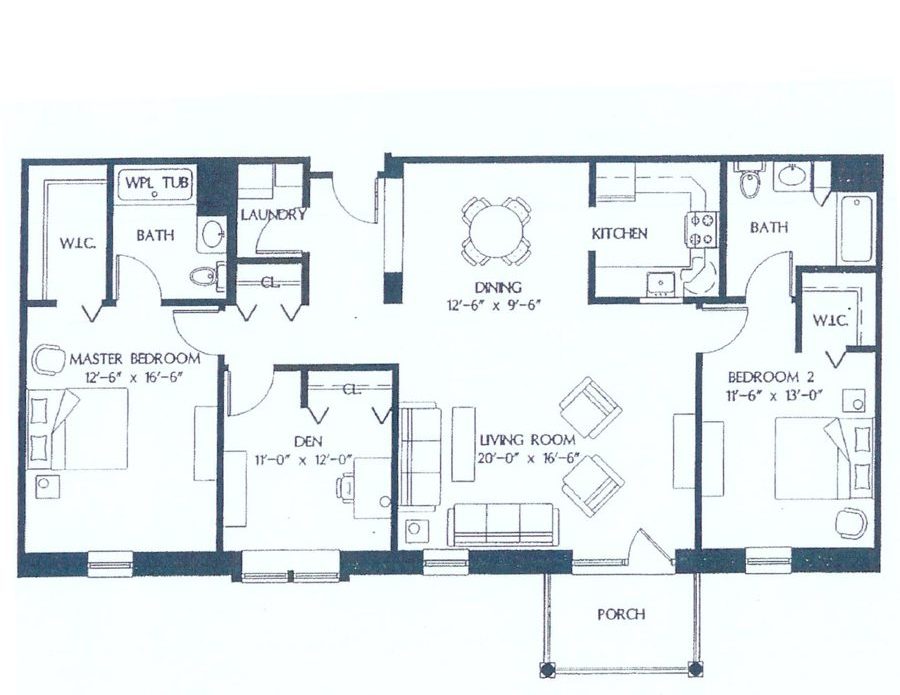 WPL TUB
LAUNDRY
W.I.C.
BATH
KITCHEN
BATH
CL
DINING
12'-6" x 9'-6"
W.I.C.
MASTER BEDROOM
12'-6" x 16'-6"
CL
BEDROOM 2
11'-6" x 13'-0"
DEN
11'-0" x 12'-0"
LIVING ROOM
20'-0" x 16'-6"
PORCH